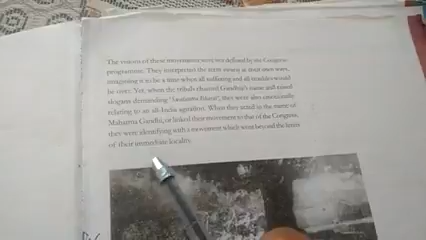 The visions of these movements were not defined by the Congress
programme. They interpreted the term swaraj in their own ways,
imagining it to be a time when all suffering and all troubles would
be over. Yet, when the tribals chanted Gandhiji's name and raised
slogans demanding 'Swatantra Bharat', they were also emotionally
relating to an all-India agitation. When they acted in the name of
Mahatma Gandhi, or linked their movement to that of the Congress,
they were identifying with a movement which went beyond the limits
of their immediate locality.